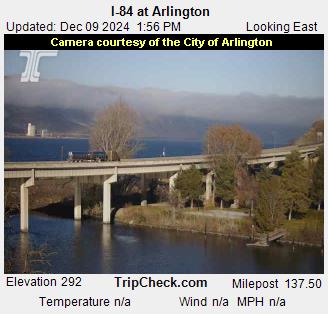 I-84 at Arlington
Updated: Dec 09 2024 1:56 PM Looking East
Camera courtesy of the City of Arlington
Elevation 292 TripCheck.com Milepost 137.50
Temperature n/a Wind n/a MPH n/a